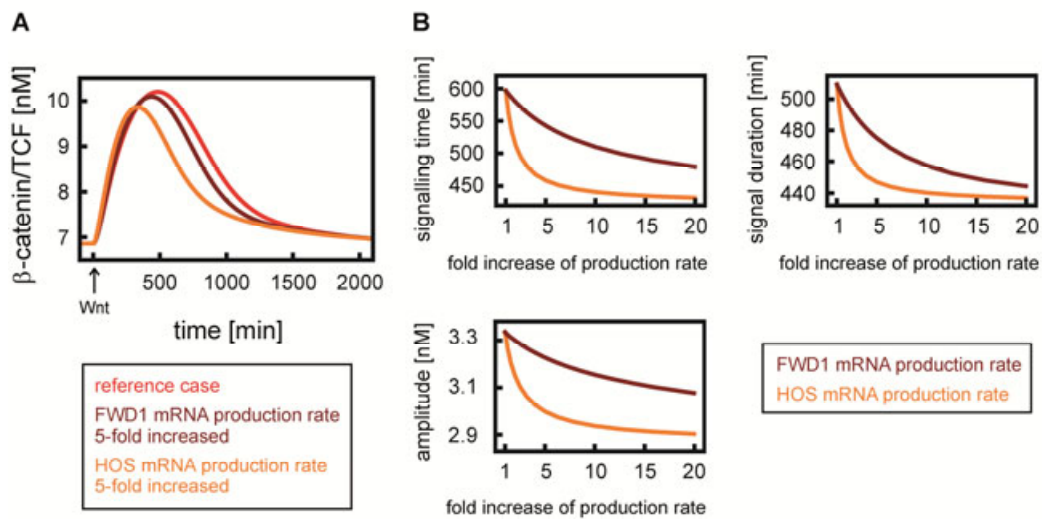 A
β-catenin/TCF [nM]
10
9
8
7
500
1000
1500
2000
Wnt
time [min]
reference case
FWD1 mRNA production rate
5-fold increased
HOS mRNA production rate
5-fold increased
B
signalling time [min]
600
550
500
450
1
5
10
15
20
fold increase of production rate
signal duration [min]
500
480
460
440
1
5
10
15
20
fold increase of production rate
amplitude [nM]
3.3
3.1
2.9
1
5
10
15
20
fold increase of production rate
FWD1 mRNA production rate
HOS mRNA production rate